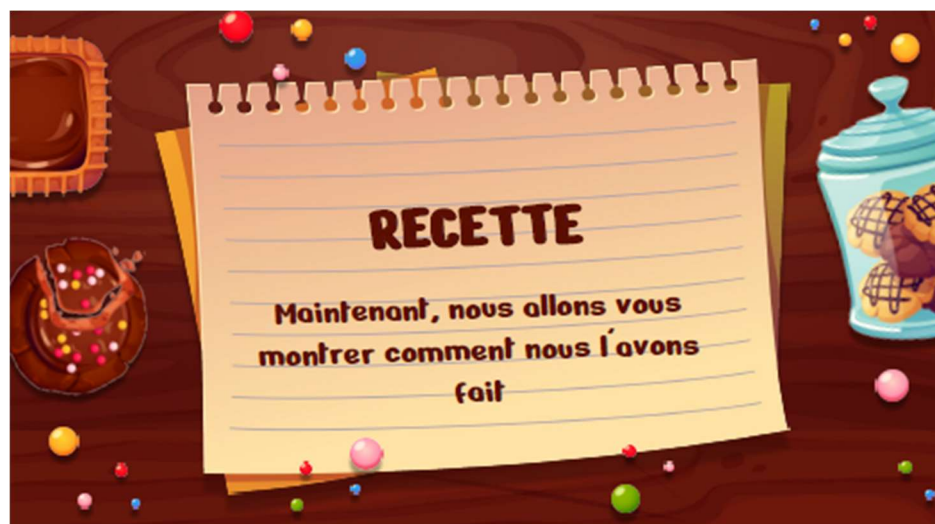 RECETTE
Maintenant, nous allons vous
montrer comment nous l'avons
fait